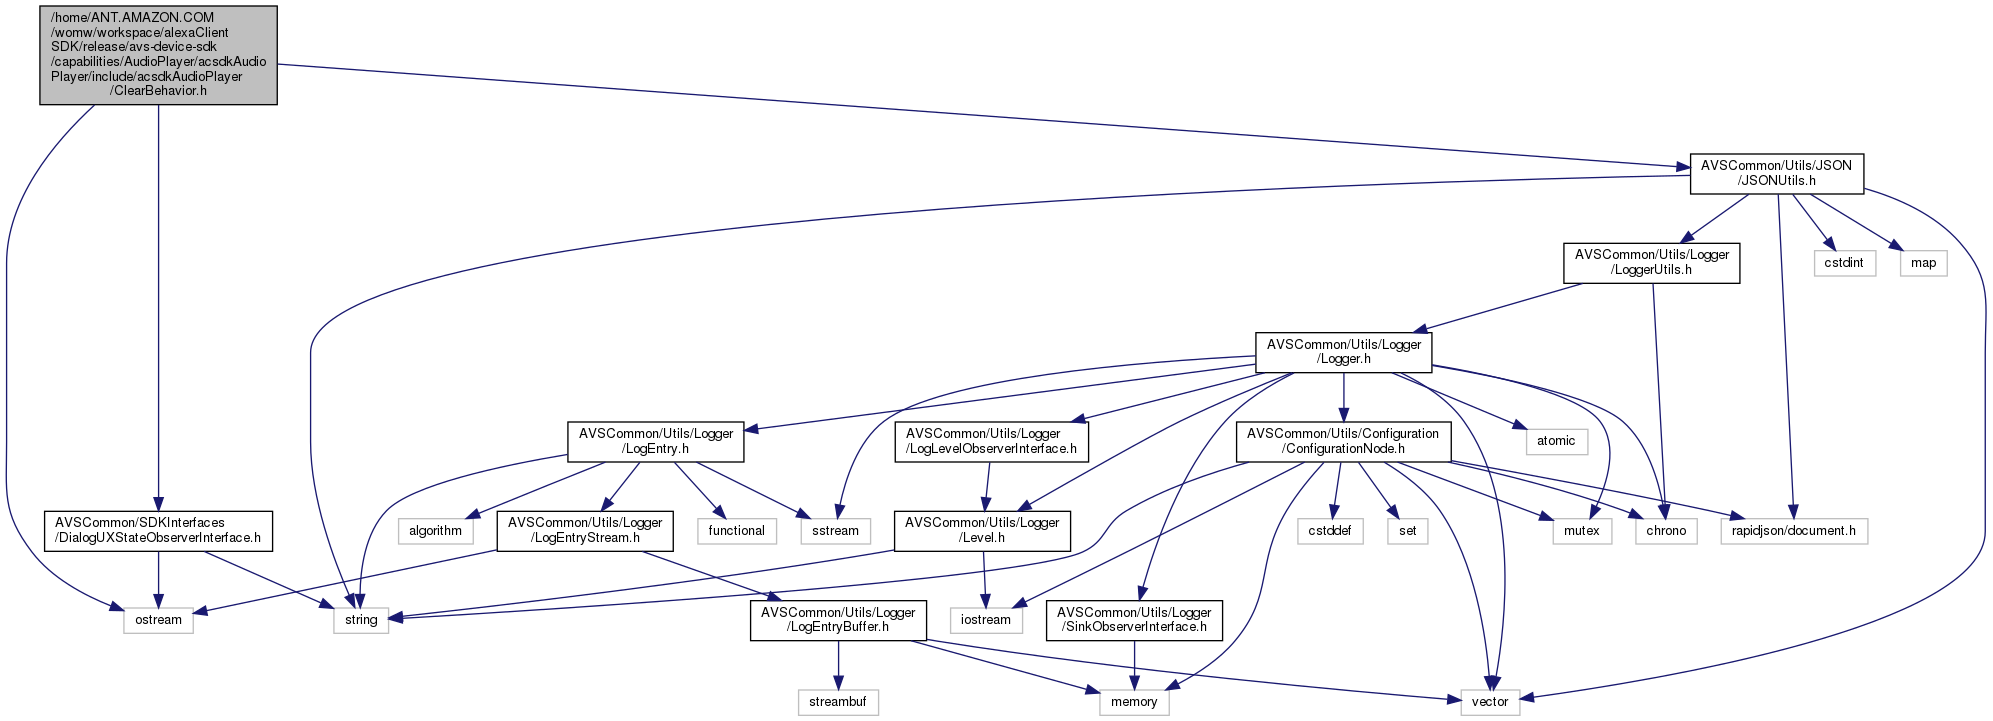 /home/ANT.AMAZON.COM
/womw/workspace/alexaClient
SDK/release/avs-device-sdk
/capabilities/AudioPlayer/acsdkAudio
Player/include/acsdkAudioPlayer
/ClearBehavior.h
AVSCommon/Utils/JSON
/JSONUtils.h
AVSCommon/Utils/Logger
/LoggerUtils.h
cstdint
map
AVSCommon/Utils/Logger
/Logger.h
AVSCommon/Utils/Logger
/LogEntry.h
AVSCommon/Utils/Logger
/LogLevelObserverInterface.h
AVSCommon/Utils/Configuration
/ConfigurationNode.h
atomic
AVSCommon/SDKInterfaces
/DialogUXStateObserverInterface.h
algorithm
AVSCommon/Utils/Logger
/LogEntryStream.h
functional
sstream
AVSCommon/Utils/Logger
/Level.h
cstddef
set
mutex
chrono
rapidjson/document.h
ostream
string
AVSCommon/Utils/Logger
/LogEntryBuffer.h
iostream
AVSCommon/Utils/Logger
/SinkObserverInterface.h
streambuf
memory
vector